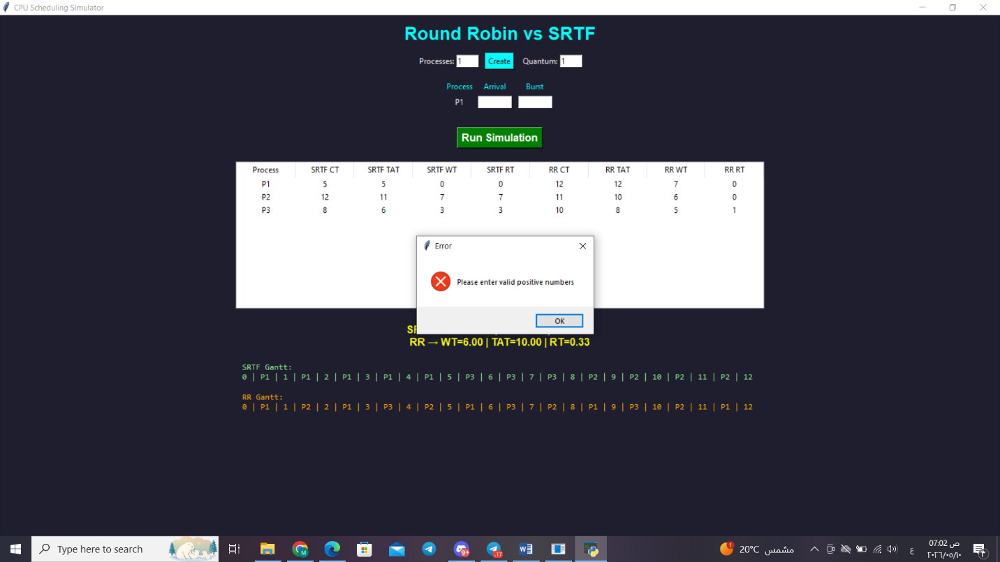 CPU Scheduling Simulator
Round Robin vs SRTF
Processes: 1 Create Quantum: 1
Process Arrival Burst
P1
Run Simulation
Process SRTF CT SRTF TAT SRTF WT SRTF RT RR CT RR TAT RR WT RR RT
P1 5 5 0 0 12 12 7 0
P2 12 11 7 7 11 10 6 0
P3 8 6 3 3 10 8 5 1
Error
Please enter valid positive numbers
OK
RR → WT=6.00 | TAT=10.00 | RT=0.33
SRTF Gantt:
0 | P1 | 1 | P1 | 2 | P1 | 3 | P1 | 4 | P1 | 5 | P3 | 6 | P3 | 7 | P3 | 8 | P2 | 9 | P2 | 10 | P2 | 11 | P2 | 12
RR Gantt:
0 | P1 | 1 | P2 | 2 | P1 | 3 | P3 | 4 | P2 | 5 | P1 | 6 | P3 | 7 | P2 | 8 | P1 | 9 | P3 | 10 | P2 | 11 | P1 | 12
Type here to search
9+
17
1
20°C مشمس
ع
07:02 ص
٢٠٢٦/٠٥/١٠
1